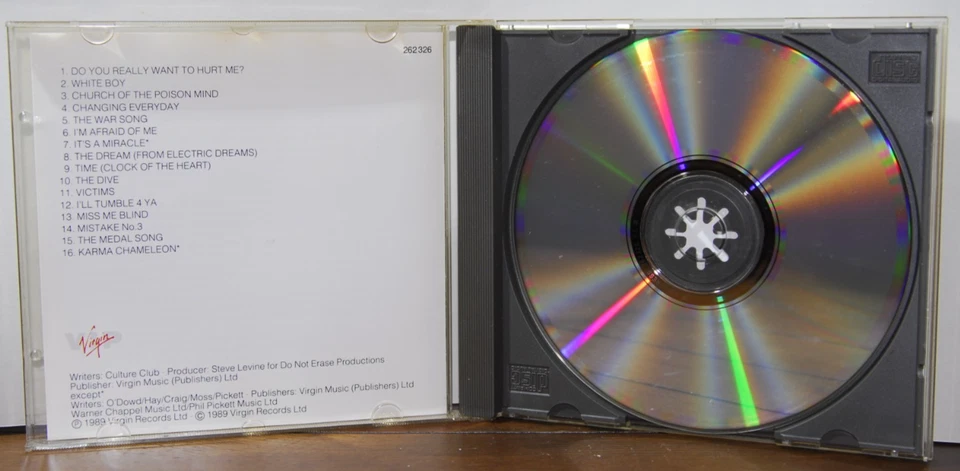 262326
1. DO YOU REALLY WANT TO HURT ME?
2. WHITE BOY
3. CHURCH OF THE POISON MIND
4. CHANGING EVERYDAY
5. THE WAR SONG
6. I'M AFRAID OF ME
7. IT'S A MIRACLE*
8. THE DREAM (FROM ELECTRIC DREAMS)
9. TIME (CLOCK OF THE HEART)
10. THE DIVE
11. VICTIMS
12. I'LL TUMBLE 4 YA
13. MISS ME BLIND
14. MISTAKE No.3
15. THE MEDAL SONG
16. KARMA CHAMELEON*
Virgin
Writers: Culture Club · Producer: Steve Levine for Do Not Erase Productions
Publisher: Virgin Music (Publishers) Ltd
except*
Writers: O'Dowd/Hay/Craig/Moss/Pickett · Publishers: Virgin Music (Publishers) Ltd
Warner Chappel Music Ltd/Phil Pickett Music Ltd
℗ 1989 Virgin Records Ltd © 1989 Virgin Records Ltd